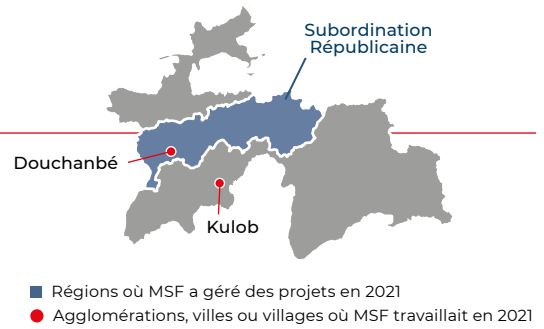 Subordination
Républicaine
Douchanbé
Kulob
Régions où MSF a géré des projets en 2021
Agglomérations, villes ou villages où MSF travaillait en 2021